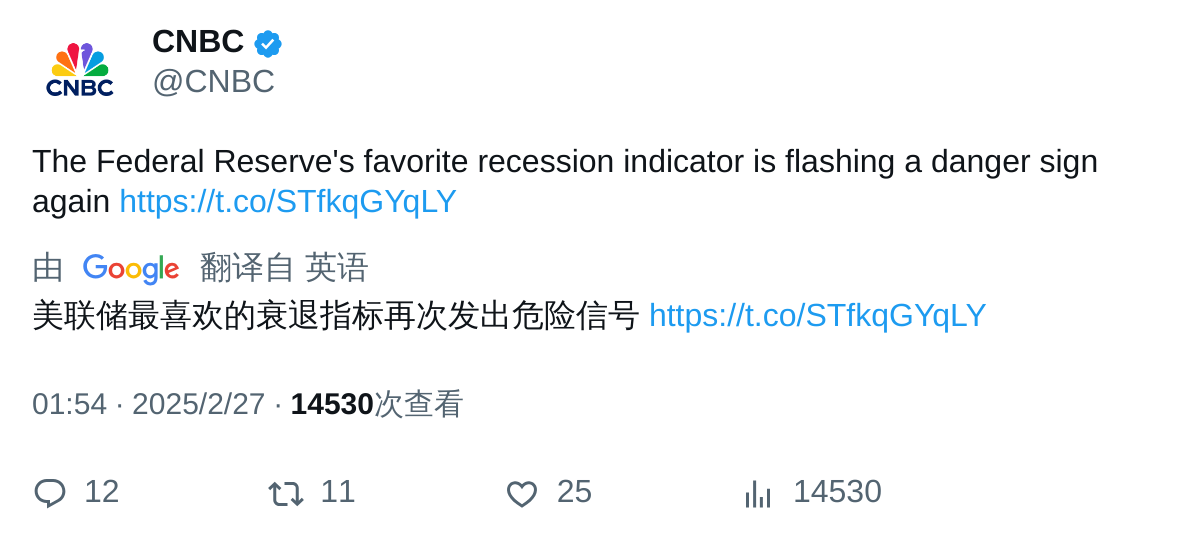 CNBC
CNBC
@CNBC
The Federal Reserve's favorite recession indicator is flashing a danger sign
again https://t.co/STfkqGYqLY
由 Google 翻译自 英语
美联储最喜欢的衰退指标再次发出危险信号 https://t.co/STfkqGYqLY
01:54 · 2025/2/27 · 14530次查看
12 11 25 14530